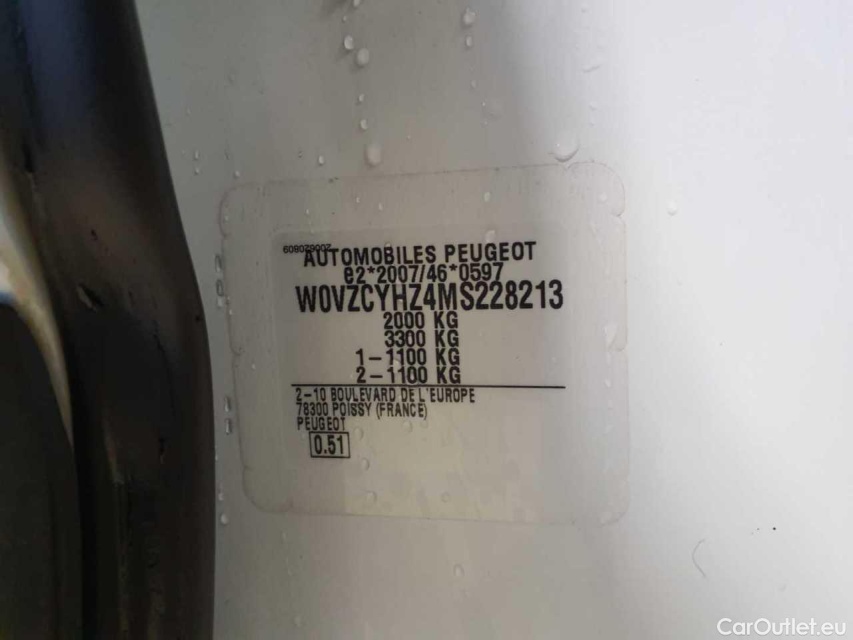 20062080609
AUTOMOBILES PEUGEOT
e2*2007/46*0597
W0VZCYHZ4MS228213
2000 KG
3300 KG
1-1100 KG
2-1100 KG
2-10 BOULEVARD DE L'EUROPE
78300 POISSY (FRANCE)
PEUGEOT
0.51
CarOutlet.eu